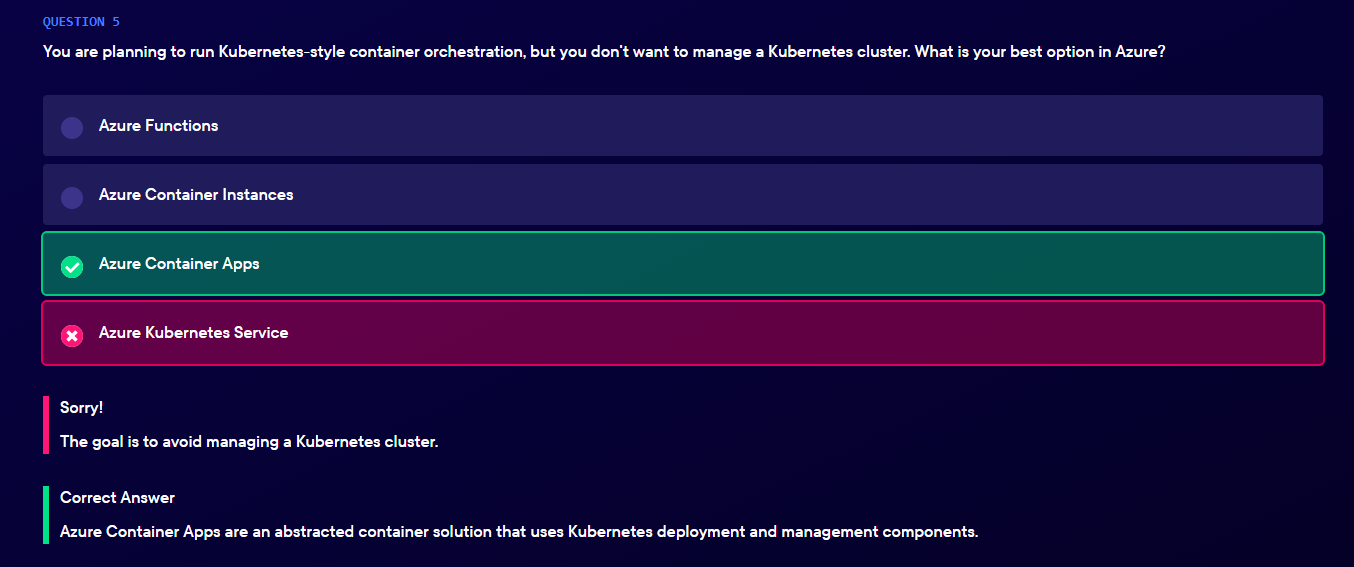 QUESTION 5
You are planning to run Kubernetes-style container orchestration, but you don't want to manage a Kubernetes cluster. What is your best option in Azure?
Azure Functions
Azure Container Instances
Azure Container Apps
Azure Kubernetes Service
Sorry!
The goal is to avoid managing a Kubernetes cluster.
Correct Answer
Azure Container Apps are an abstracted container solution that uses Kubernetes deployment and management components.